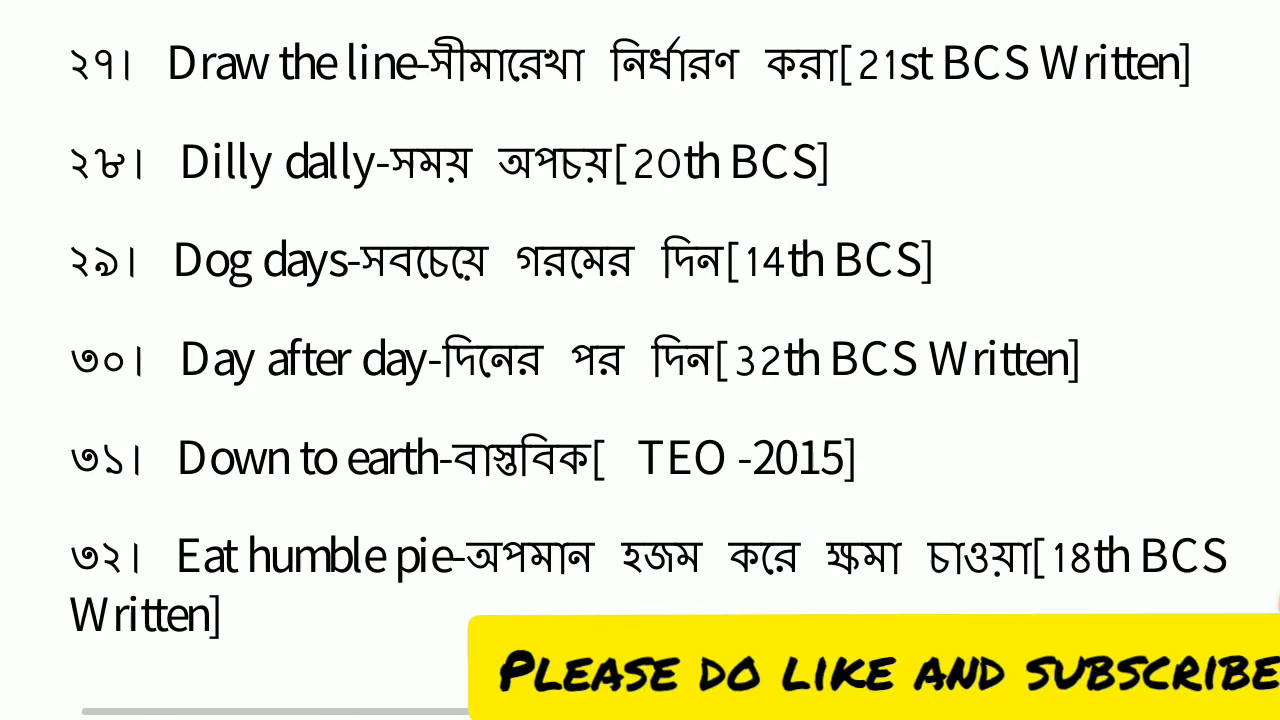 ২৭। Draw the line-সীমারেখা নির্ধারণ করা[21st BCS Written]
২৮। Dilly dally-সময় অপচয়[20th BCS]
২৯। Dog days-সবচেয়ে গরমের দিন[14th BCS]
৩০। Day after day-দিনের পর দিন[32th BCS Written]
৩১। Down to earth-বাস্তবিক[ TEO -2015]
৩২। Eat humble pie-অপমান হজম করে ক্ষমা চাওয়া[18th BCS
Written]
PLEASE DO LIKE AND SUBSCRIBE